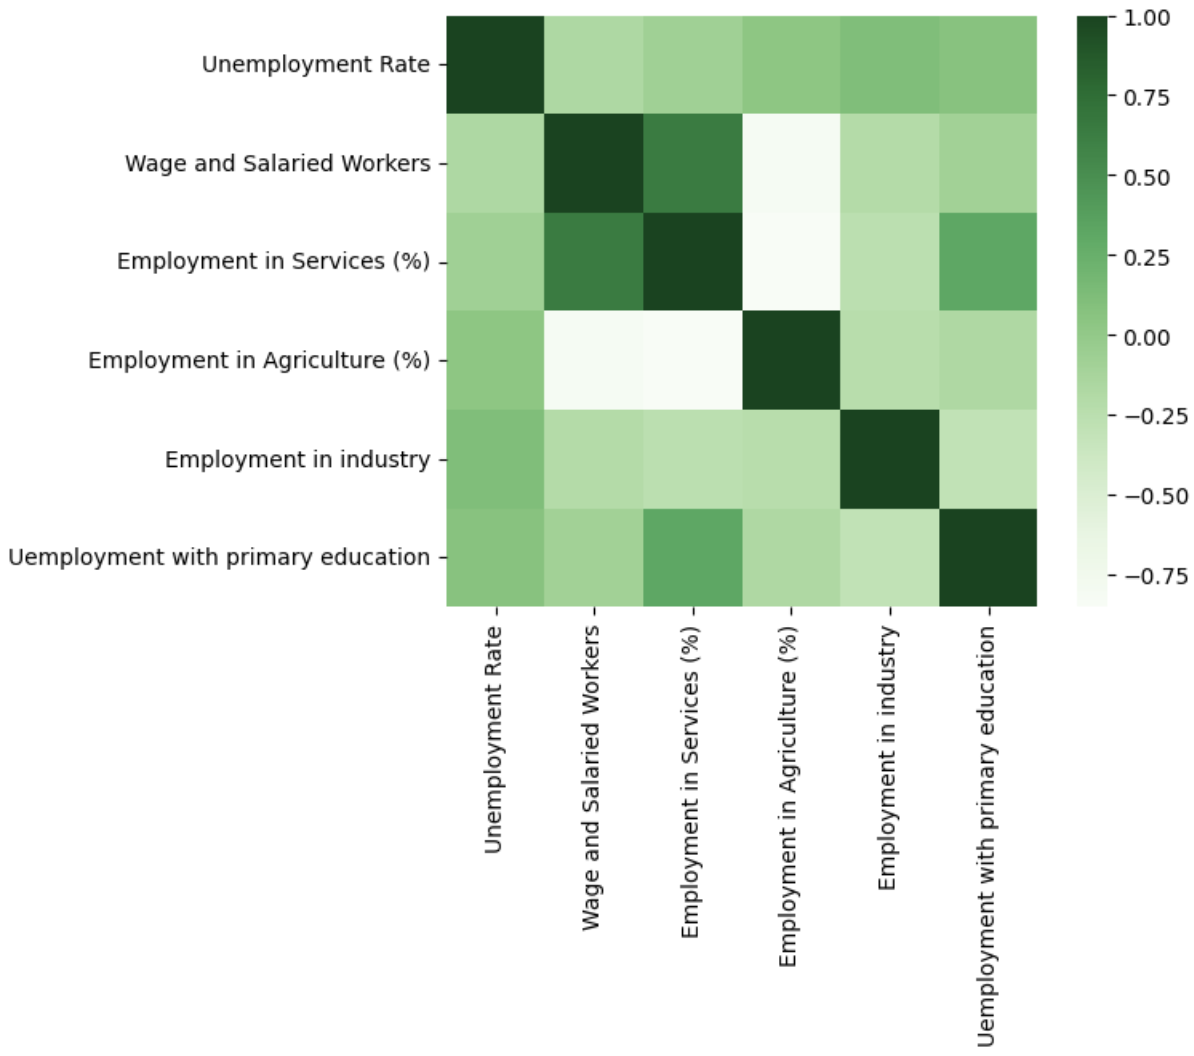 Unemployment Rate
Wage and Salaried Workers
Employment in Services (%)
Employment in Agriculture (%)
Employment in industry
Uemployment with primary education
Unemployment Rate
Wage and Salaried Workers
Employment in Services (%)
Employment in Agriculture (%)
Employment in industry
Uemployment with primary education
1.00
0.75
0.50
0.25
0.00
−0.25
−0.50
−0.75